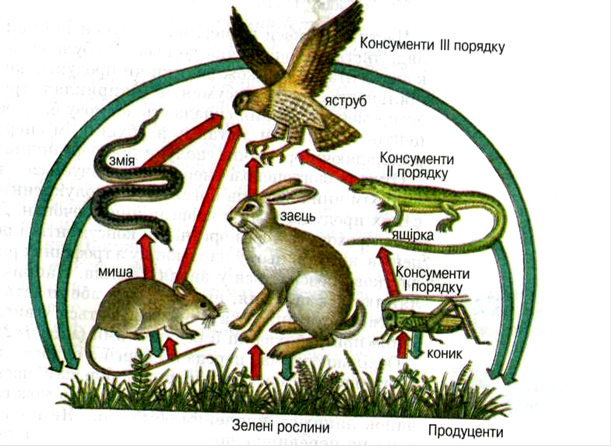 Консументи III порядку
яструб
змія
Консументи
II порядку
заєць
ящірка
миша
Консументи
I порядку
коник
Зелені рослини
Продуценти